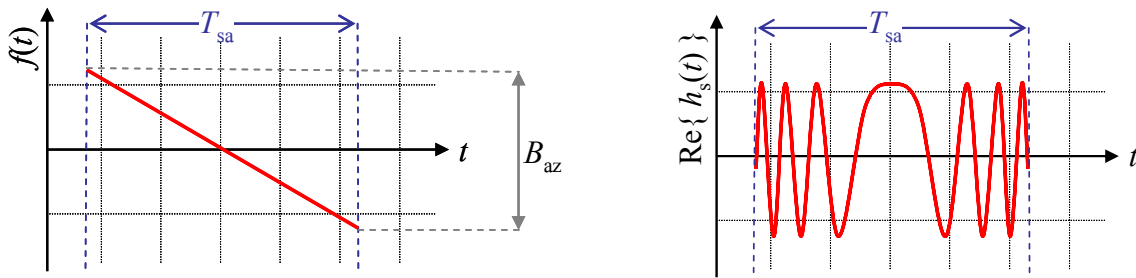 f(t)
T_sa
t
B_az
Re{ h_s(t) }
T_sa
t